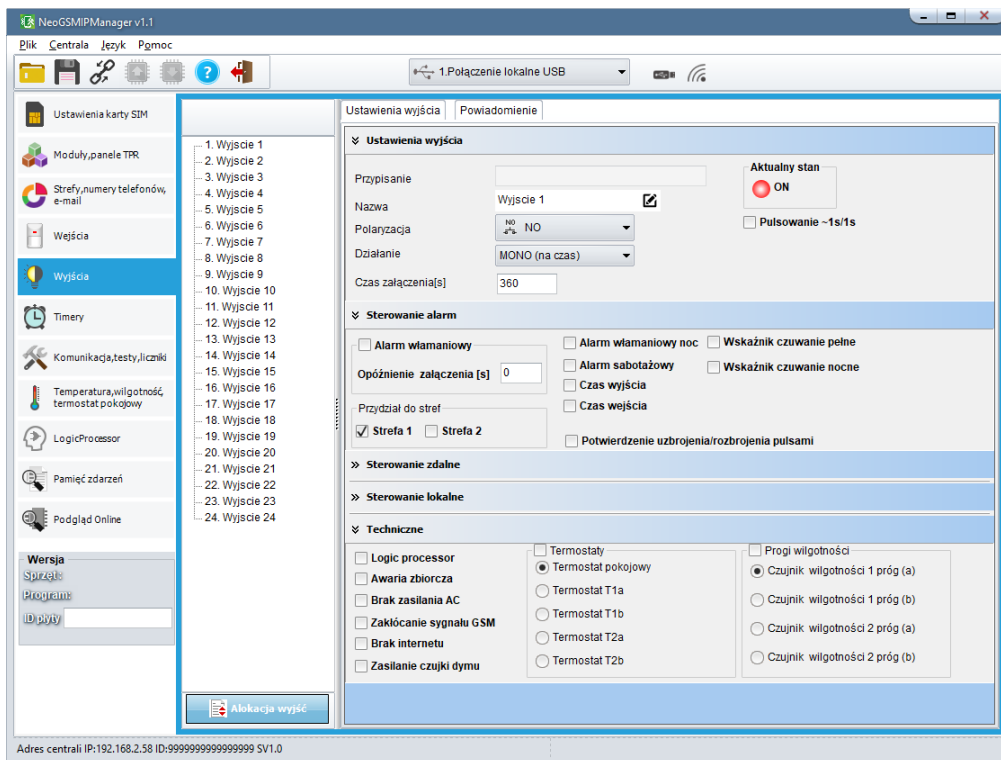 NeoGSMIPManager v1.1
Plik Centrala Język Pomoc
1.Połączenie lokalne USB
Ustawienia karty SIM
Moduły,panele TPR
Strefy,numery telefonów,
e-mail
Wejścia
Wyjścia
Timery
Komunikacja,testy,liczniki
Temperatura,wilgotność,
termostat pokojowy
LogicProcessor
Pamięć zdarzeń
Podgląd Online
Wersja
Sprzęt:
Program:
ID płyty
1. Wyjscie 1
2. Wyjscie 2
3. Wyjscie 3
4. Wyjscie 4
5. Wyjscie 5
6. Wyjscie 6
7. Wyjscie 7
8. Wyjscie 8
9. Wyjscie 9
10. Wyjscie 10
11. Wyjscie 11
12. Wyjscie 12
13. Wyjscie 13
14. Wyjscie 14
15. Wyjscie 15
16. Wyjscie 16
17. Wyjscie 17
18. Wyjscie 18
19. Wyjscie 19
20. Wyjscie 20
21. Wyjscie 21
22. Wyjscie 22
23. Wyjscie 23
24. Wyjscie 24
Alokacja wyjść
Ustawienia wyjścia Powiadomienie
Ustawienia wyjścia
Przypisanie
Nazwa Wyjscie 1
Polaryzacja NO NO
Działanie MONO (na czas)
Czas załączenia[s] 360
Aktualny stan
ON
Pulsowanie ~1s/1s
Sterowanie alarm
Alarm włamaniowy
Opóźnienie załączenia [s] 0
Przydział do stref
Strefa 1 Strefa 2
Alarm włamaniowy noc Wskaźnik czuwanie pełne
Alarm sabotażowy Wskaźnik czuwanie nocne
Czas wyjścia
Czas wejścia
Potwierdzenie uzbrojenia/rozbrojenia pulsami
Sterowanie zdalne
Sterowanie lokalne
Techniczne
Logic processor
Awaria zbiorcza
Brak zasilania AC
Zakłócanie sygnału GSM
Brak internetu
Zasilanie czujki dymu
Termostaty
Termostat pokojowy
Termostat T1a
Termostat T1b
Termostat T2a
Termostat T2b
Progi wilgotności
Czujnik wilgotności 1 próg (a)
Czujnik wilgotności 1 próg (b)
Czujnik wilgotności 2 próg (a)
Czujnik wilgotności 2 próg (b)
Adres centrali IP:192.168.2.58 ID:9999999999999999 SV1.0